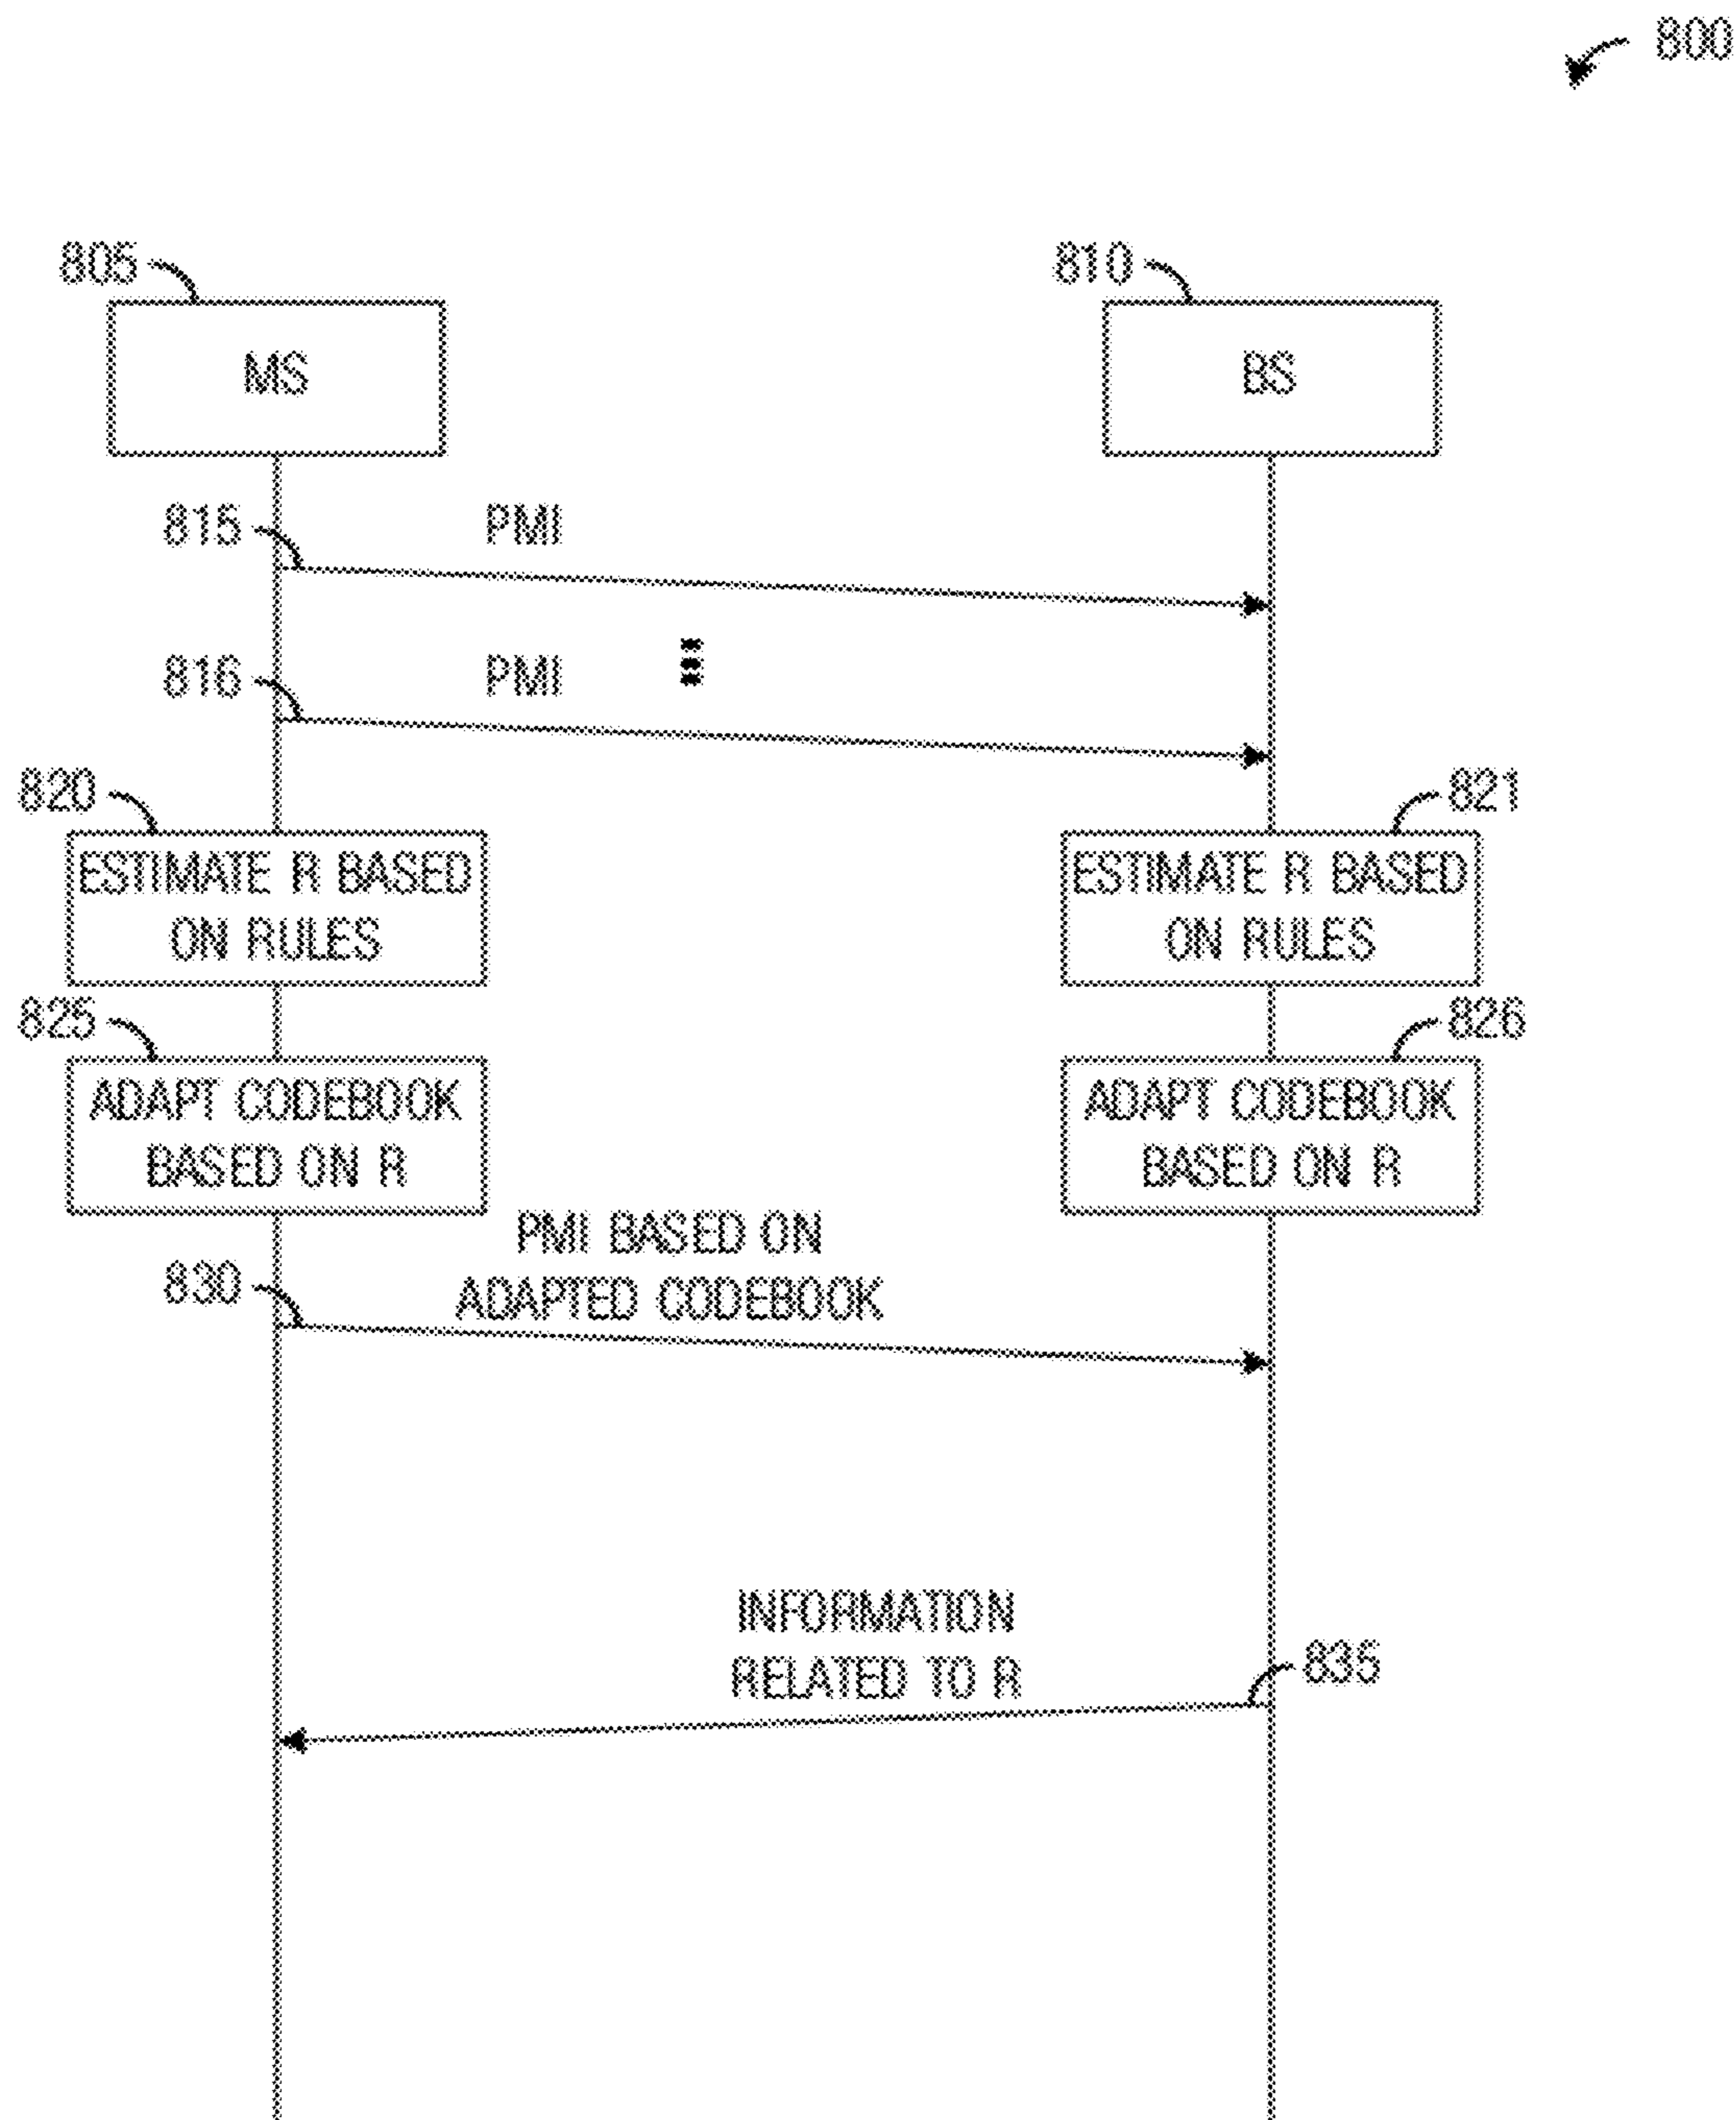 800
805
810
MS
BS
815
PMI
816
PMI
820
821
ESTIMATE R BASED
ON RULES
ESTIMATE R BASED
ON RULES
825
826
ADAPT CODEBOOK
BASED ON R
ADAPT CODEBOOK
BASED ON R
PMI BASED ON
ADAPTED CODEBOOK
830
INFORMATION
RELATED TO R
835